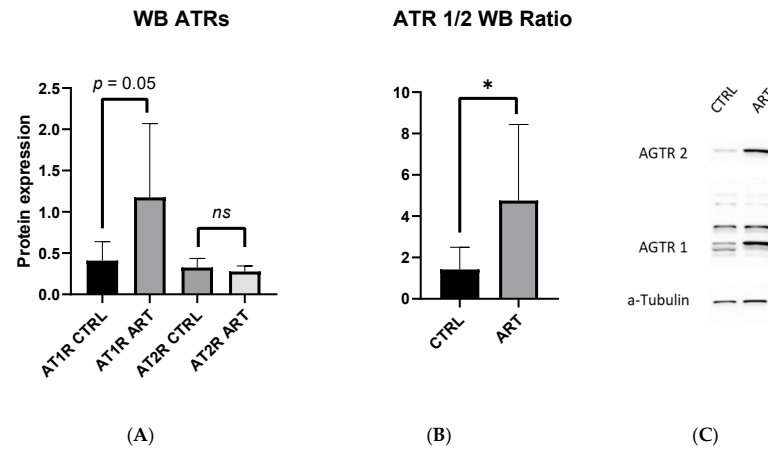 WB ATRs
p = 0.05
ns
Protein expression
2.5
2.0
1.5
1.0
0.5
0.0
AT1R CTRL
AT1R ART
AT2R CTRL
AT2R ART
(A)
ATR 1/2 WB Ratio
*
10
8
6
4
2
0
CTRL
ART
(B)
CTRL
ART
AGTR 2
AGTR 1
a-Tubulin
(C)